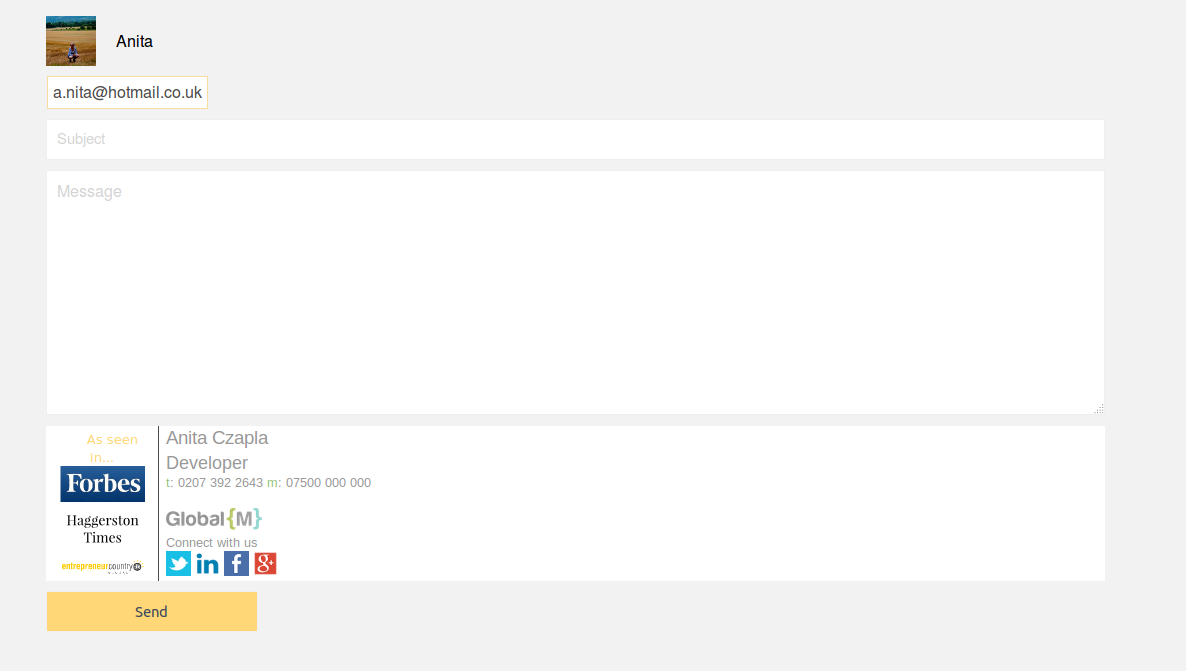 Anita
a.nita@hotmail.co.uk
Subject
Message
As seen
in...
Forbes
Haggerston
Times
entrepreneurcountry
Anita Czapla
Developer
t: 0207 392 2643 m: 07500 000 000
Global{M}
Connect with us
in
f
g+
Send